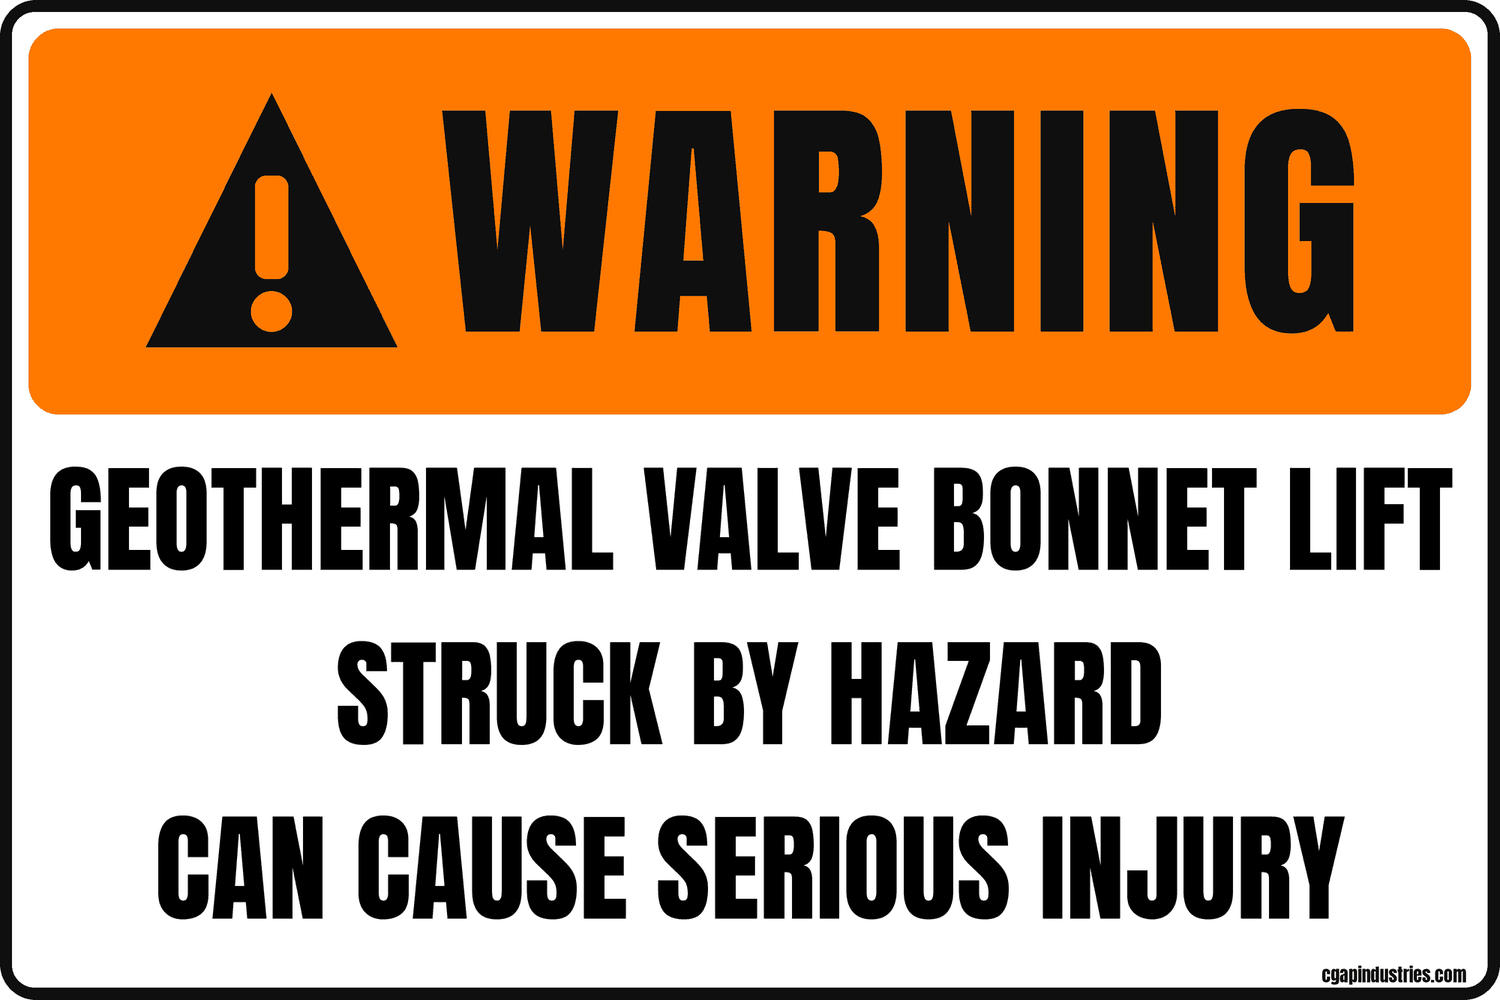 WARNING
GEOTHERMAL VALVE BONNET LIFT
STRUCK BY HAZARD
CAN CAUSE SERIOUS INJURY
cgapindustries.com